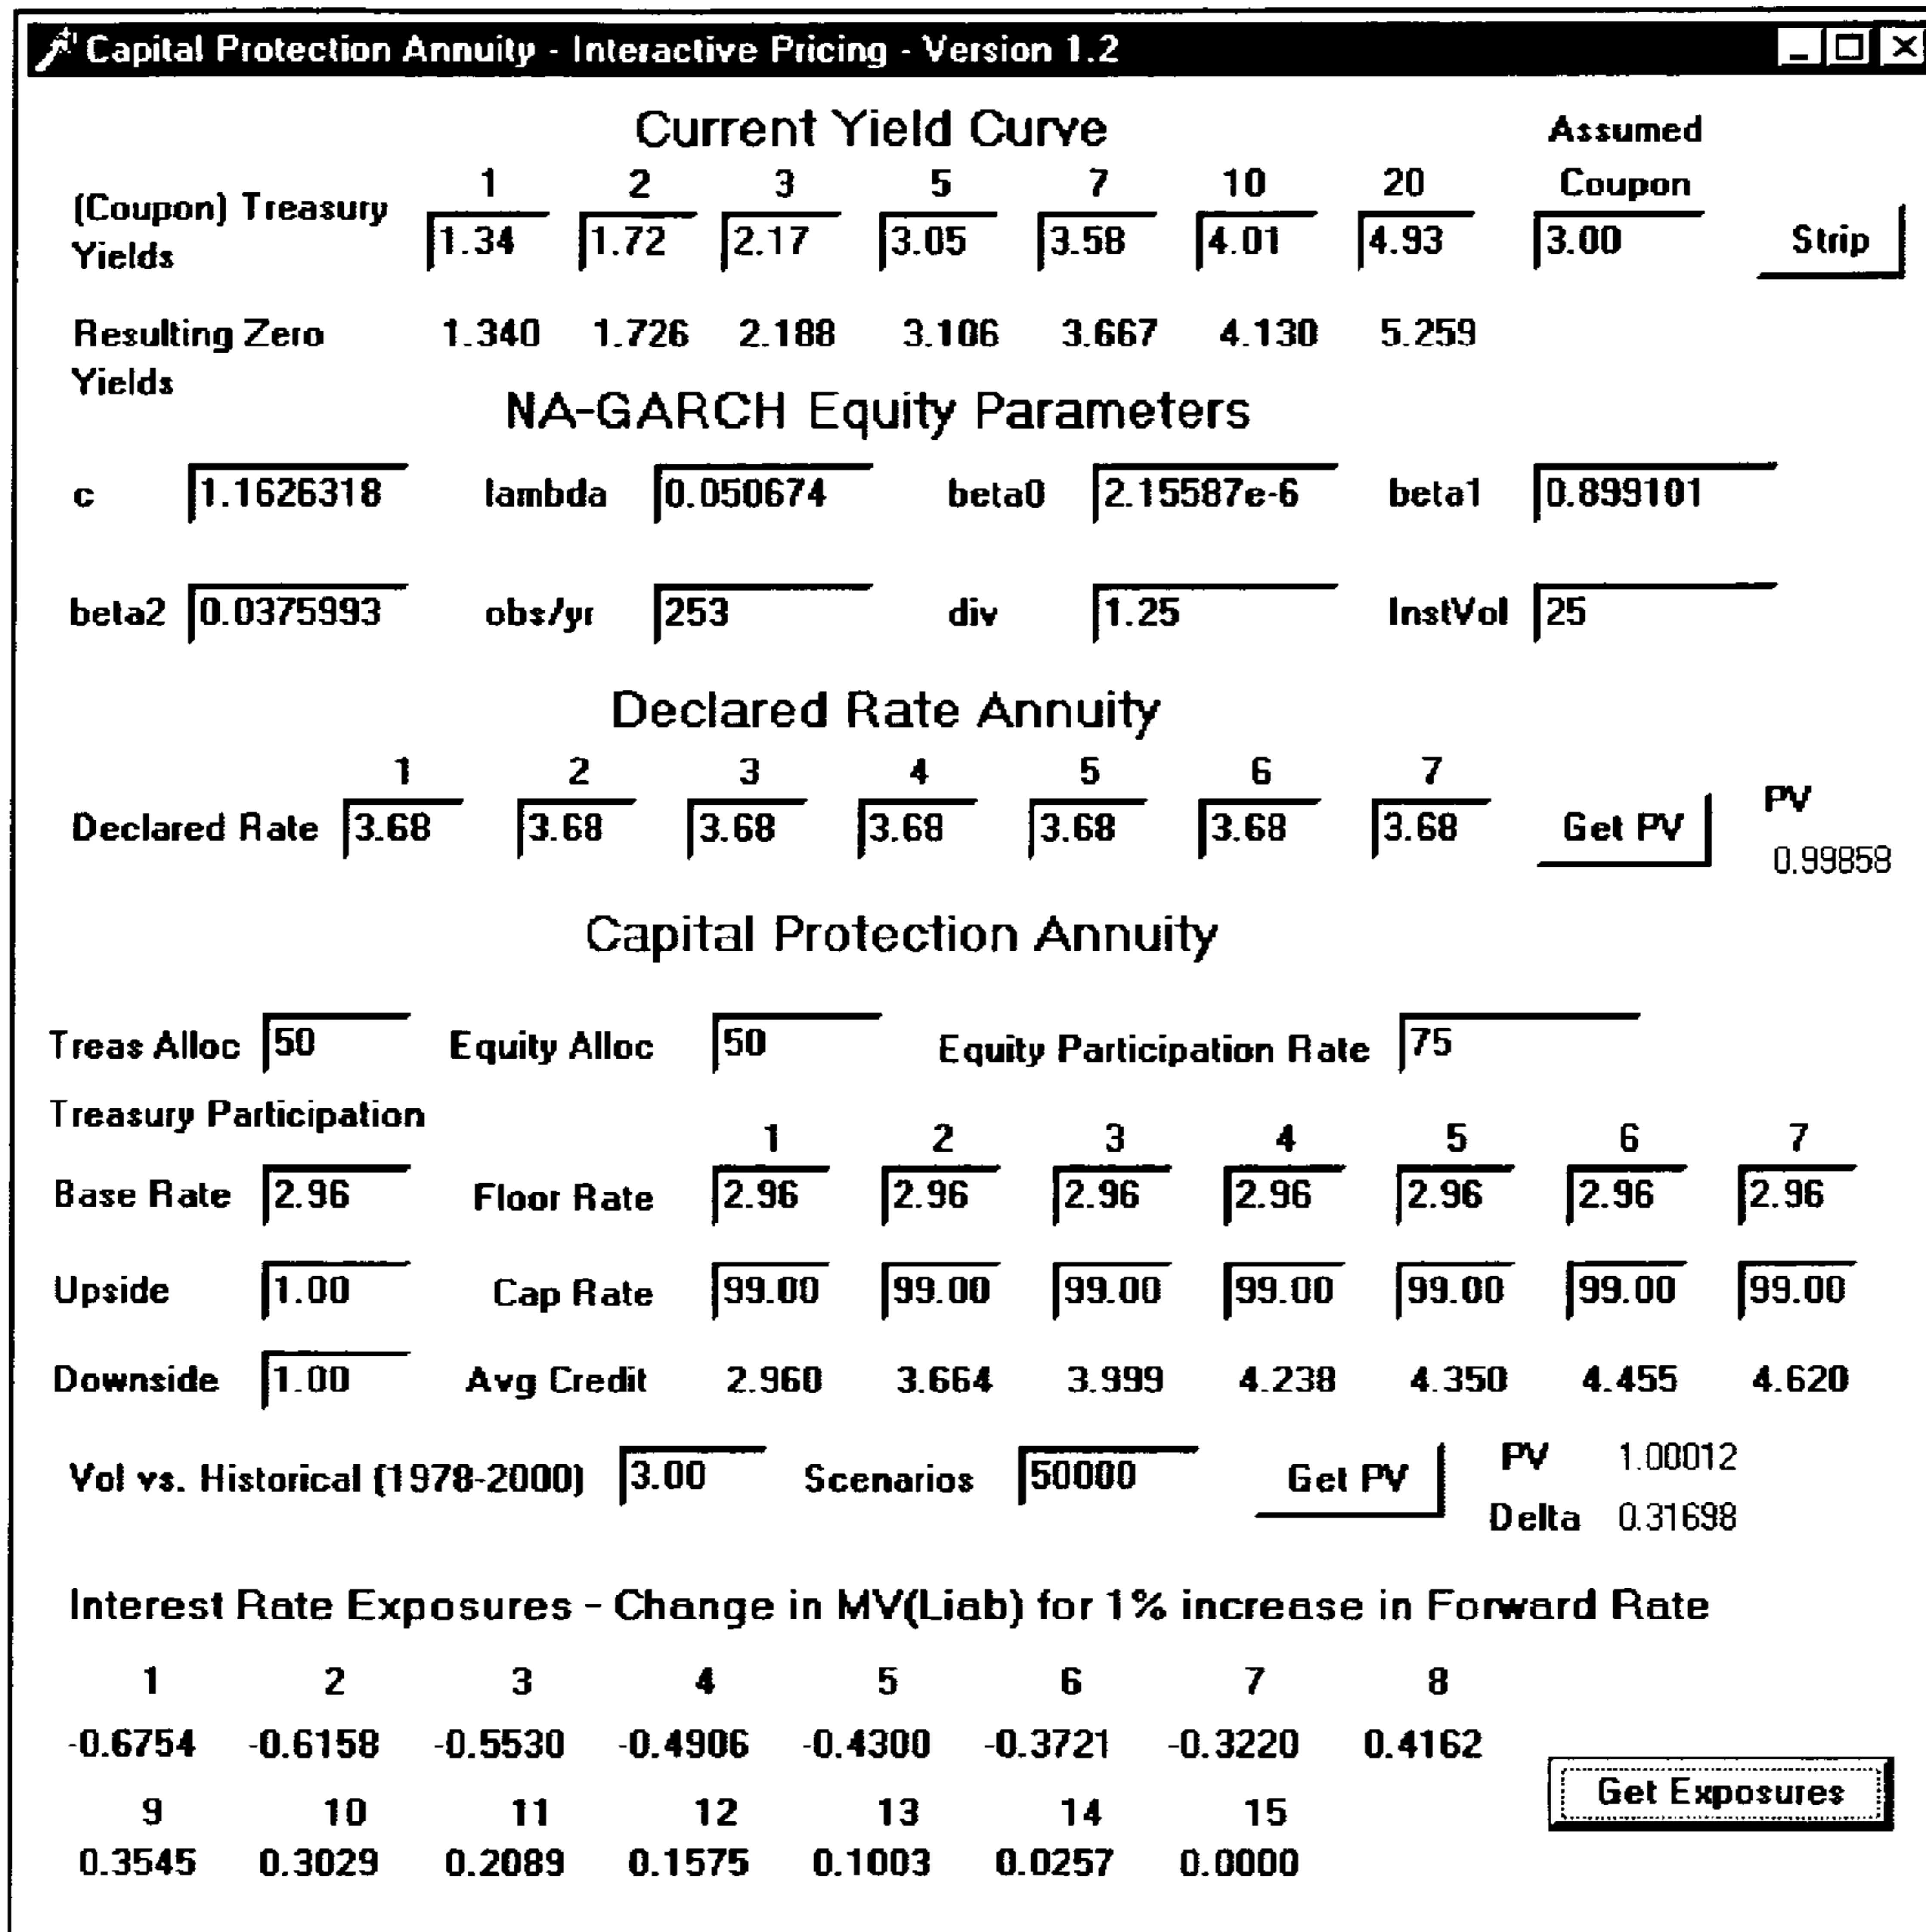 Capital Protection Annuity - Interactive Pricing - Version 1.2
Current Yield Curve
Assumed
1 2 3 5 7 10 20 Coupon
(Coupon) Treasury
Yields
1.34 1.72 2.17 3.05 3.58 4.01 4.93 3.00 Strip
Resulting Zero
Yields
1.340 1.726 2.188 3.106 3.667 4.130 5.259
NA-GARCH Equity Parameters
c 1.1626318 lambda 0.050674 beta0 2.15587e-6 beta1 0.899101
beta2 0.0375993 obs/yr 253 div 1.25 InstVol 25
Declared Rate Annuity
1 2 3 4 5 6 7
PV
Declared Rate 3.68 3.68 3.68 3.68 3.68 3.68 3.68 Get PV
0.99858
Capital Protection Annuity
Treas Alloc 50 Equity Alloc 50 Equity Participation Rate 75
Treasury Participation
1 2 3 4 5 6 7
Base Rate 2.96 Floor Rate 2.96 2.96 2.96 2.96 2.96 2.96 2.96
Upside 1.00 Cap Rate 99.00 99.00 99.00 99.00 99.00 99.00 99.00
Downside 1.00 Avg Credit 2.960 3.664 3.999 4.238 4.350 4.455 4.620
Vol vs. Historical (1978-2000) 3.00 Scenarios 50000 Get PV PV 1.00012
Delta 0.31698
Interest Rate Exposures - Change in MV(Liab) for 1% increase in Forward Rate
1 2 3 4 5 6 7 8
-0.6754 -0.6158 -0.5530 -0.4906 -0.4300 -0.3721 -0.3220 0.4162
Get Exposures
9 10 11 12 13 14 15
0.3545 0.3029 0.2089 0.1575 0.1003 0.0257 0.0000